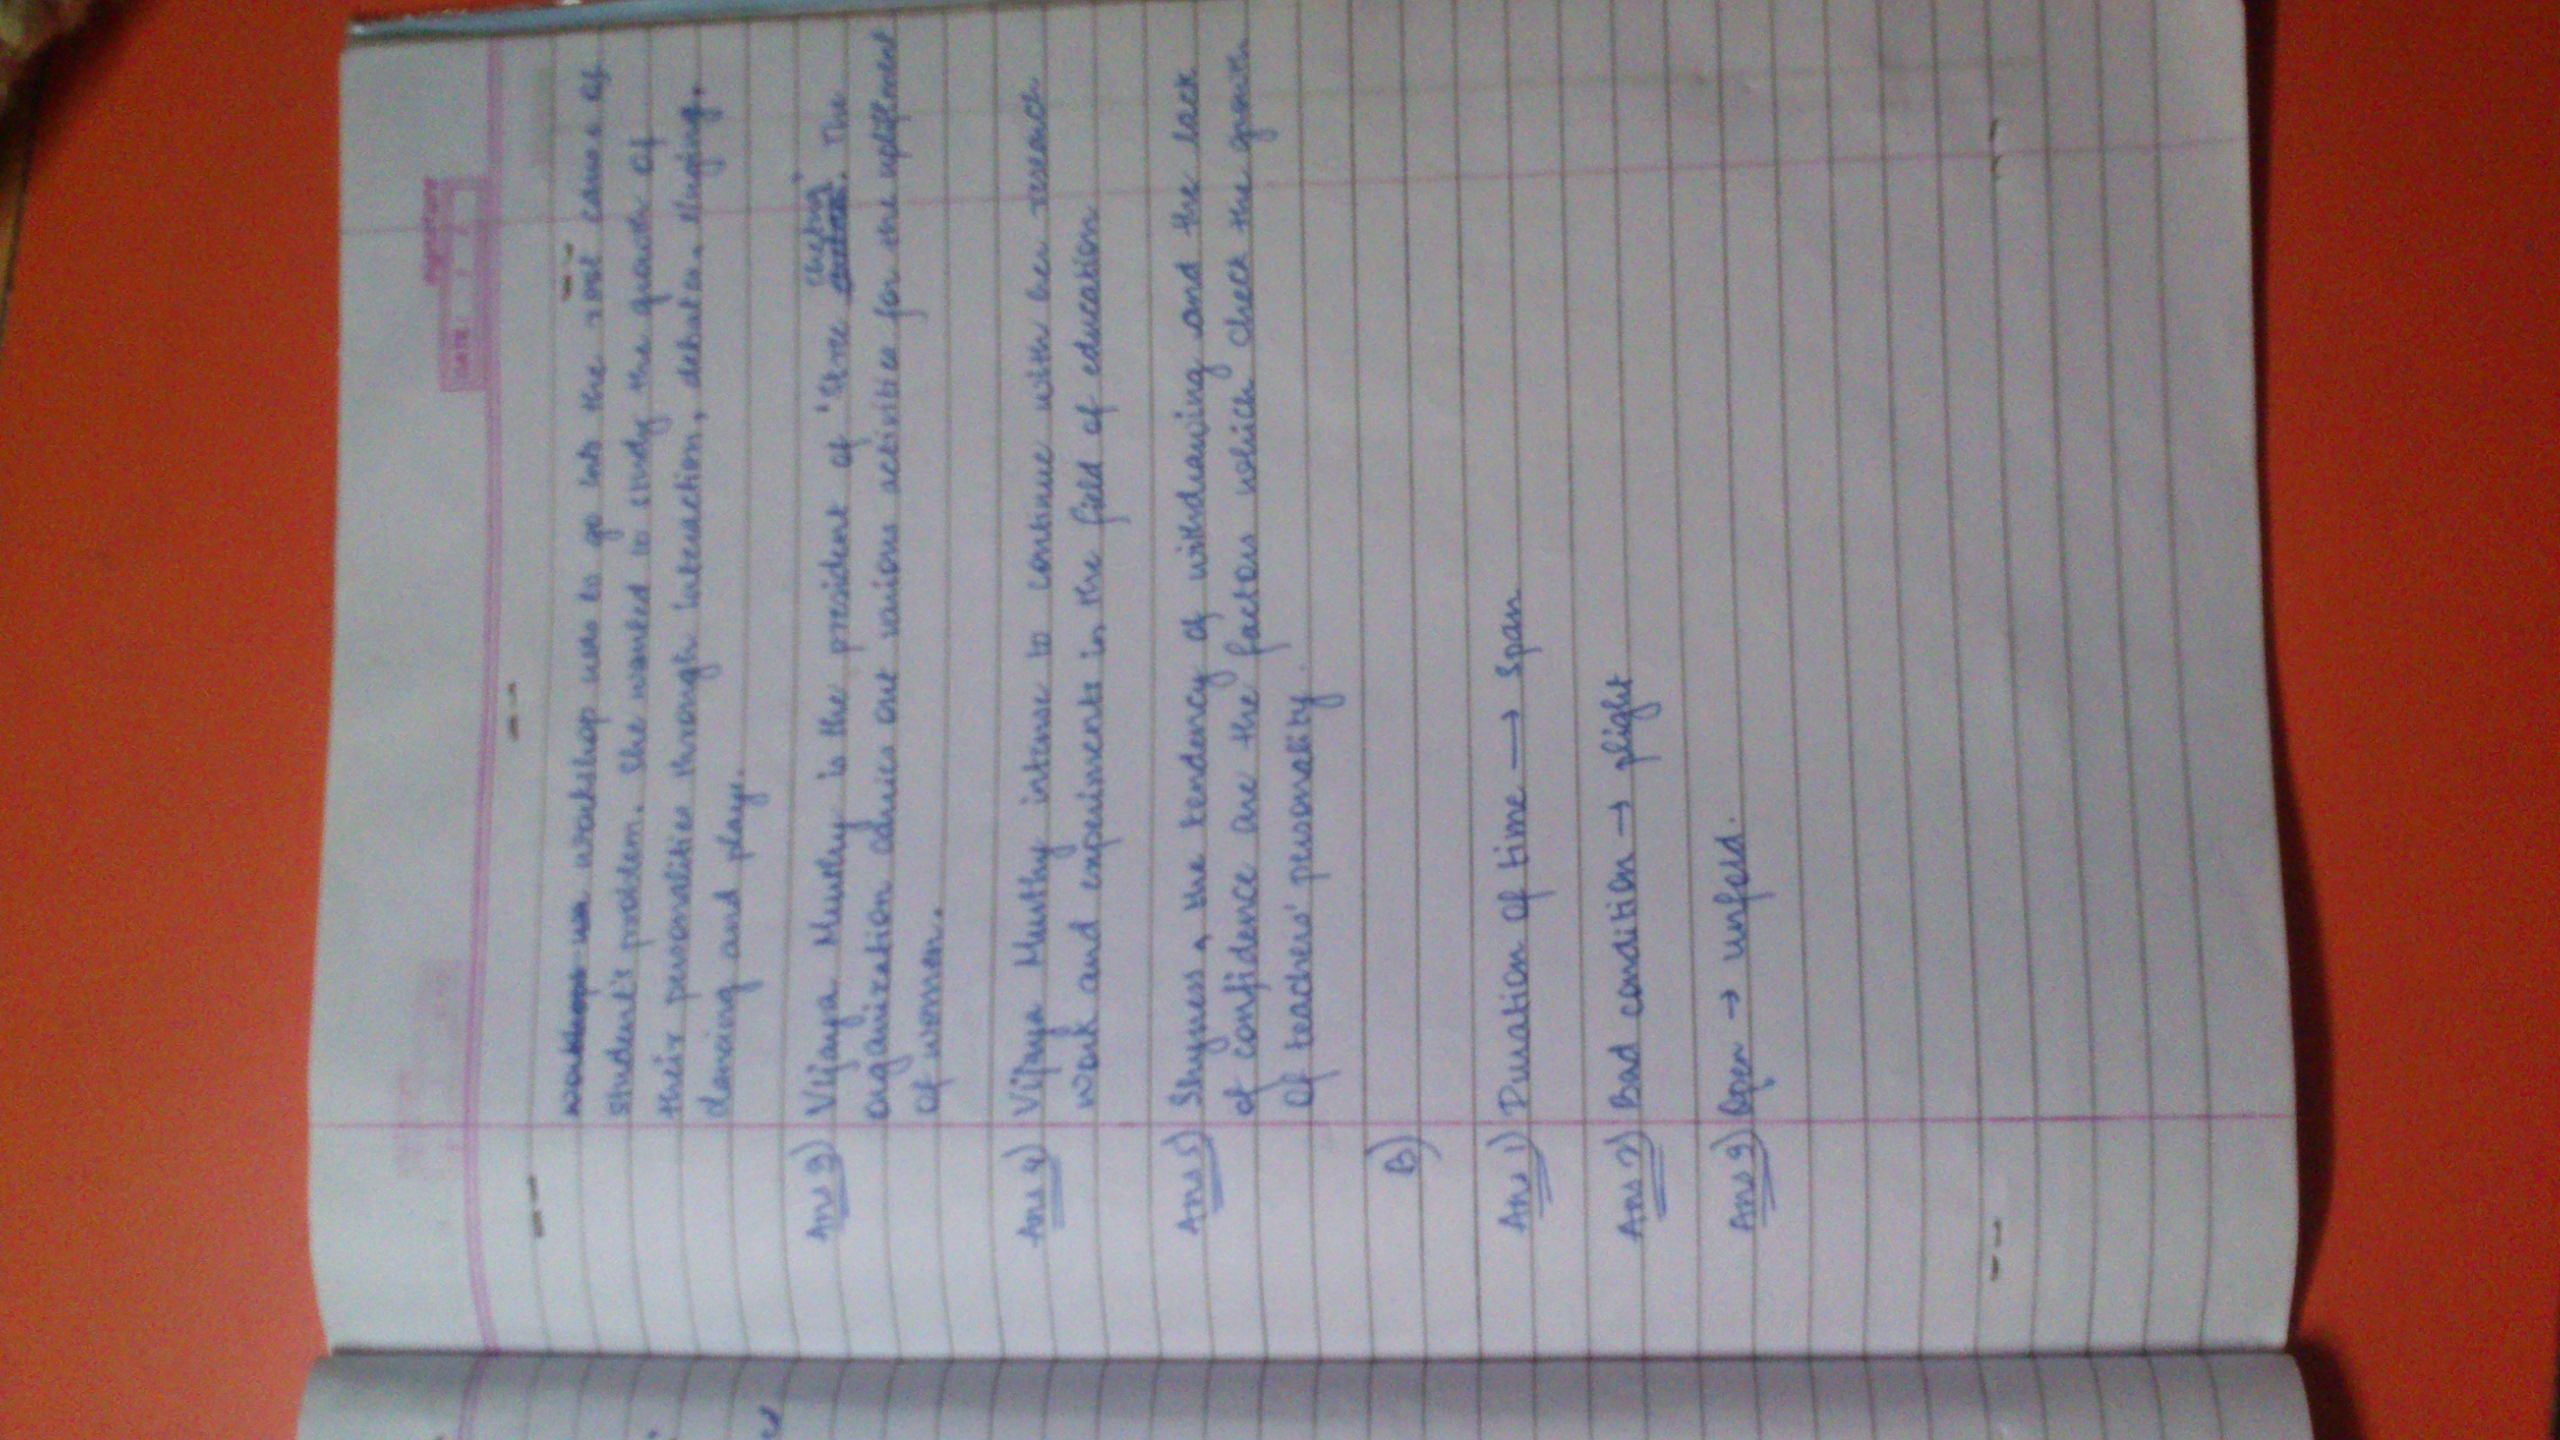 signature
DATE: / /
workshop was to go into the root cause of
student's problem. She wanted to study the growth of
their personalities through interaction, debates, singing,
dancing and plays.
Ans 3) Vijaya Murthy is the president of 'Stree chetna'. The
organization carries out various activities for the upliftment
of women.
Ans 4) Vijaya Murthy intense to continue with her research
work and experiments in the field of education
Ans 5) Shyness, the tendency of withdrawing and the lack
of confidence are the factors which check the growth
of teachers' personality.
B)
Ans 1) Duration of time → Span
Ans 2) Bad condition → plight
Ans 3) Open → unfold.